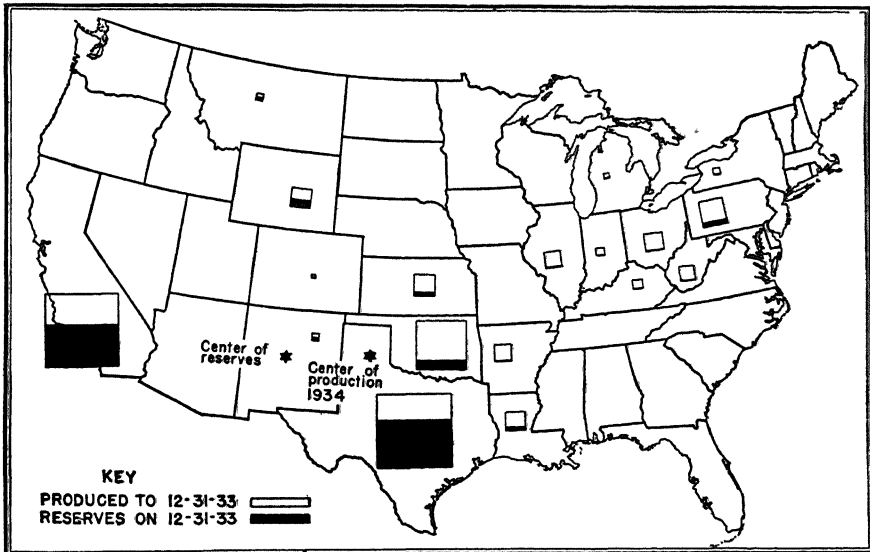 Center of
reserves
Center of
production
1934
KEY
PRODUCED TO 12-31-33
RESERVES ON 12-31-33